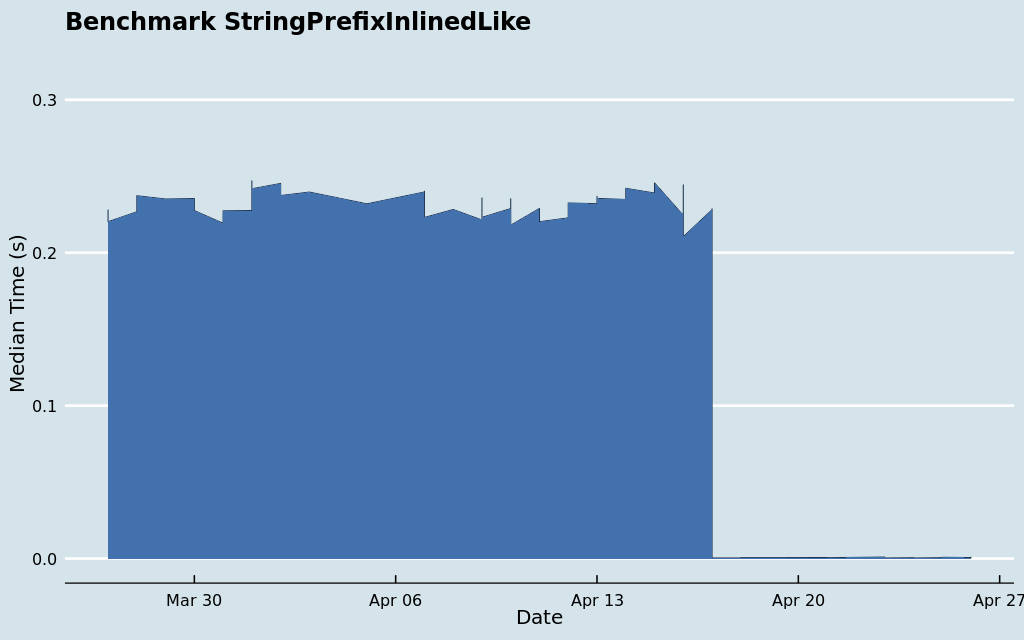 Benchmark StringPrefixInlinedLike
Median Time (s)
0.3
0.2
0.1
0.0
Mar 30
Apr 06
Apr 13
Apr 20
Apr 27
Date